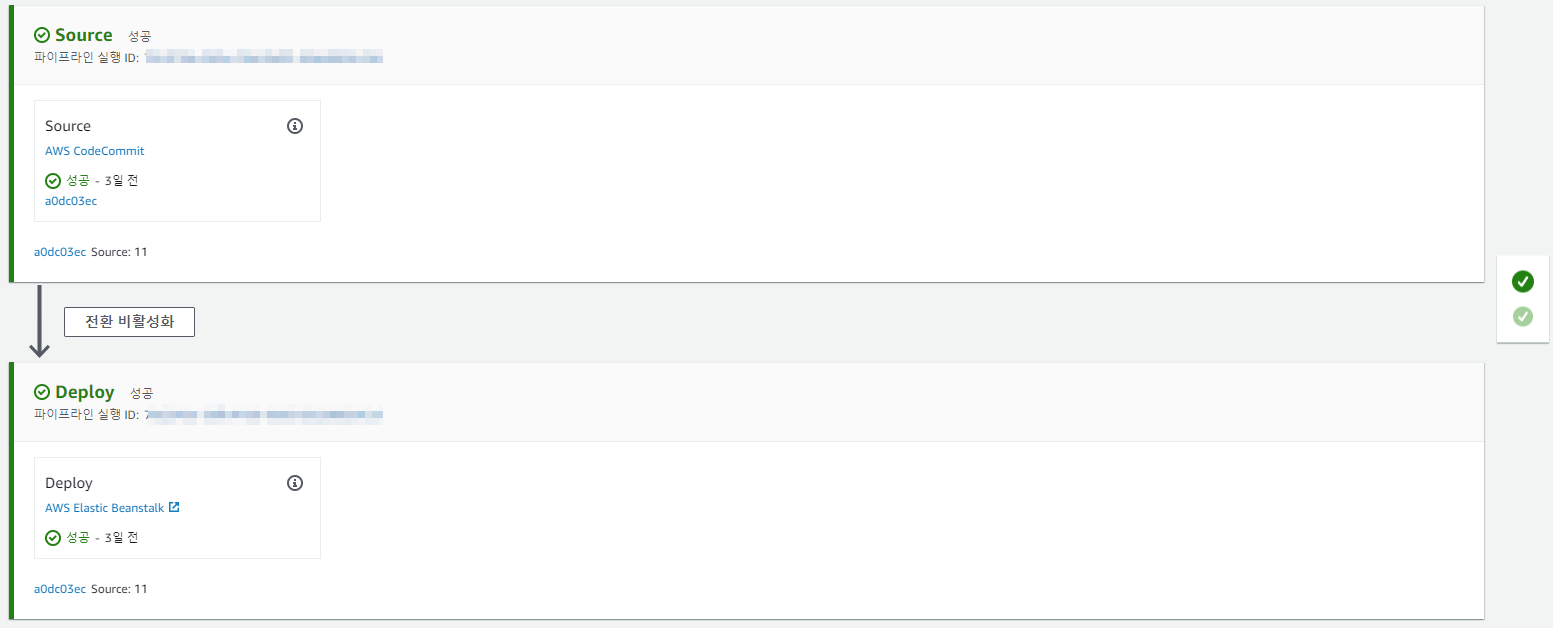 Source 성공
파이프라인 실행 ID:
Source
AWS CodeCommit
성공 - 3일 전
a0dc03ec
a0dc03ec Source: 11
전환 비활성화
Deploy 성공
파이프라인 실행 ID:
Deploy
AWS Elastic Beanstalk
성공 - 3일 전
a0dc03ec Source: 11